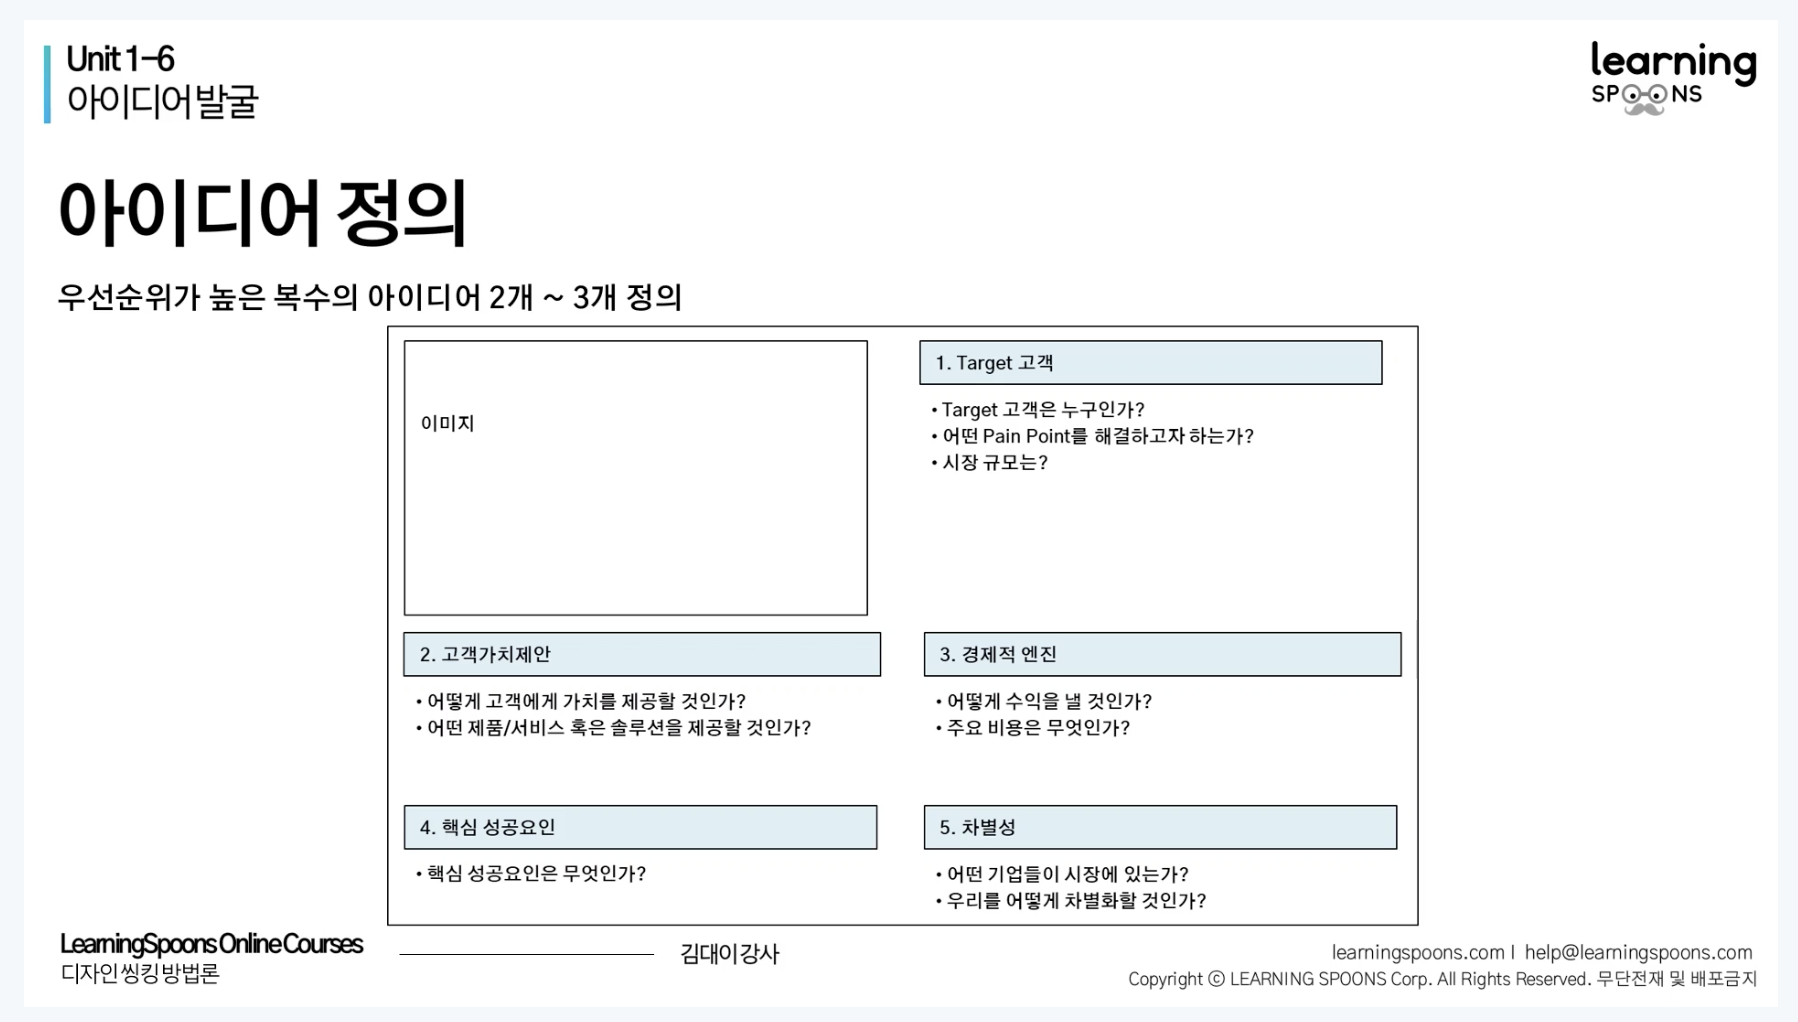 Unit 1-6
아이디어 발굴
learning
SPOONS
아이디어 정의
우선순위가 높은 복수의 아이디어 2개 ~ 3개 정의
이미지
1. Target 고객
• Target 고객은 누구인가?
• 어떤 Pain Point를 해결하고자 하는가?
• 시장 규모는?
2. 고객가치제안
• 어떻게 고객에게 가치를 제공할 것인가?
• 어떤 제품/서비스 혹은 솔루션을 제공할 것인가?
3. 경제적 엔진
• 어떻게 수익을 낼 것인가?
• 주요 비용은 무엇인가?
4. 핵심 성공요인
• 핵심 성공요인은 무엇인가?
5. 차별성
• 어떤 기업들이 시장에 있는가?
• 우리를 어떻게 차별화할 것인가?
LearningSpoons Online Courses
디자인 씽킹 방법론
김대이 강사
learningspoons.com | help@learningspoons.com
Copyright ⓒ LEARNING SPOONS Corp. All Rights Reserved. 무단전재 및 배포금지